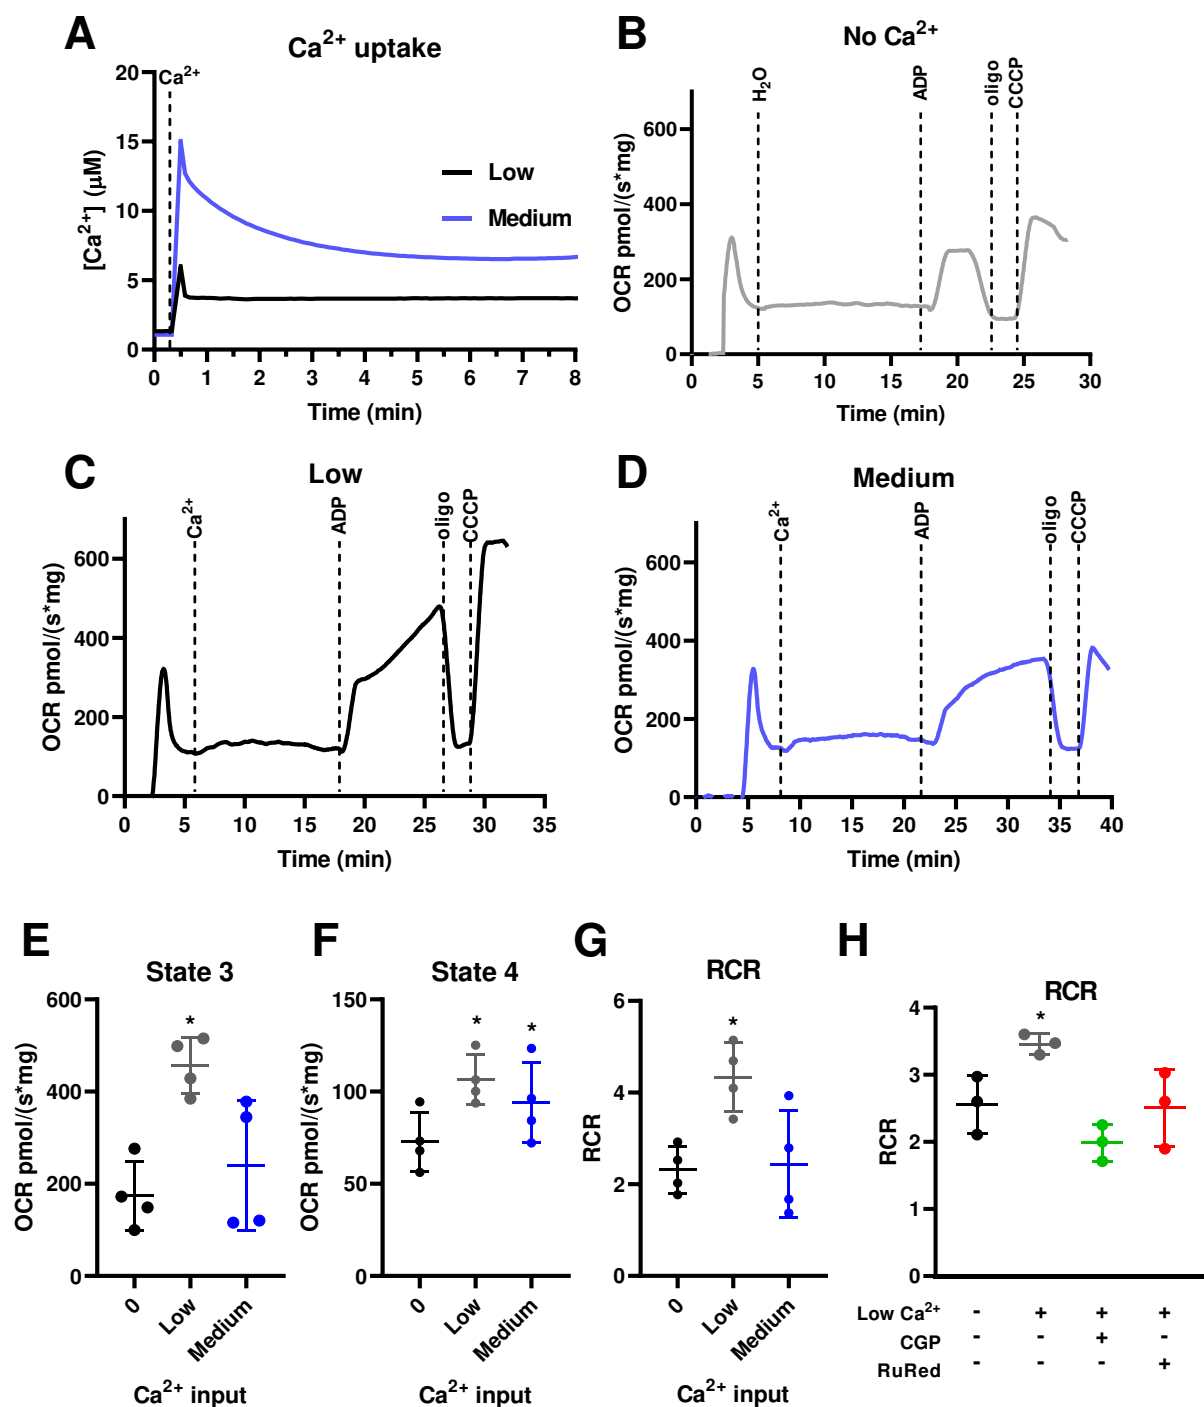 A
Ca²⁺ uptake
Ca²⁺
[Ca²⁺] (μM)
20
15
10
5
0
Low
Medium
0 1 2 3 4 5 6 7 8
Time (min)
B
No Ca²⁺
H₂O
ADP
oligo
CCCP
OCR pmol/(s*mg)
600
400
200
0
0 5 10 15 20 25 30
Time (min)
C
Low
Ca²⁺
ADP
oligo
CCCP
OCR pmol/(s*mg)
600
400
200
0
0 5 10 15 20 25 30 35
Time (min)
D
Medium
Ca²⁺
ADP
oligo
CCCP
OCR pmol/(s*mg)
600
400
200
0
0 5 10 15 20 25 30 35 40
Time (min)
E
State 3
OCR pmol/(s*mg)
600
400
200
0
*
0 Low Medium
Ca²⁺ input
F
State 4
OCR pmol/(s*mg)
150
100
50
0
* *
0 Low Medium
Ca²⁺ input
G
RCR
RCR
6
4
2
0
*
0 Low Medium
Ca²⁺ input
H
RCR
RCR
4
3
2
1
0
*
Low Ca²⁺ - + + +
CGP - - + -
RuRed - - - +